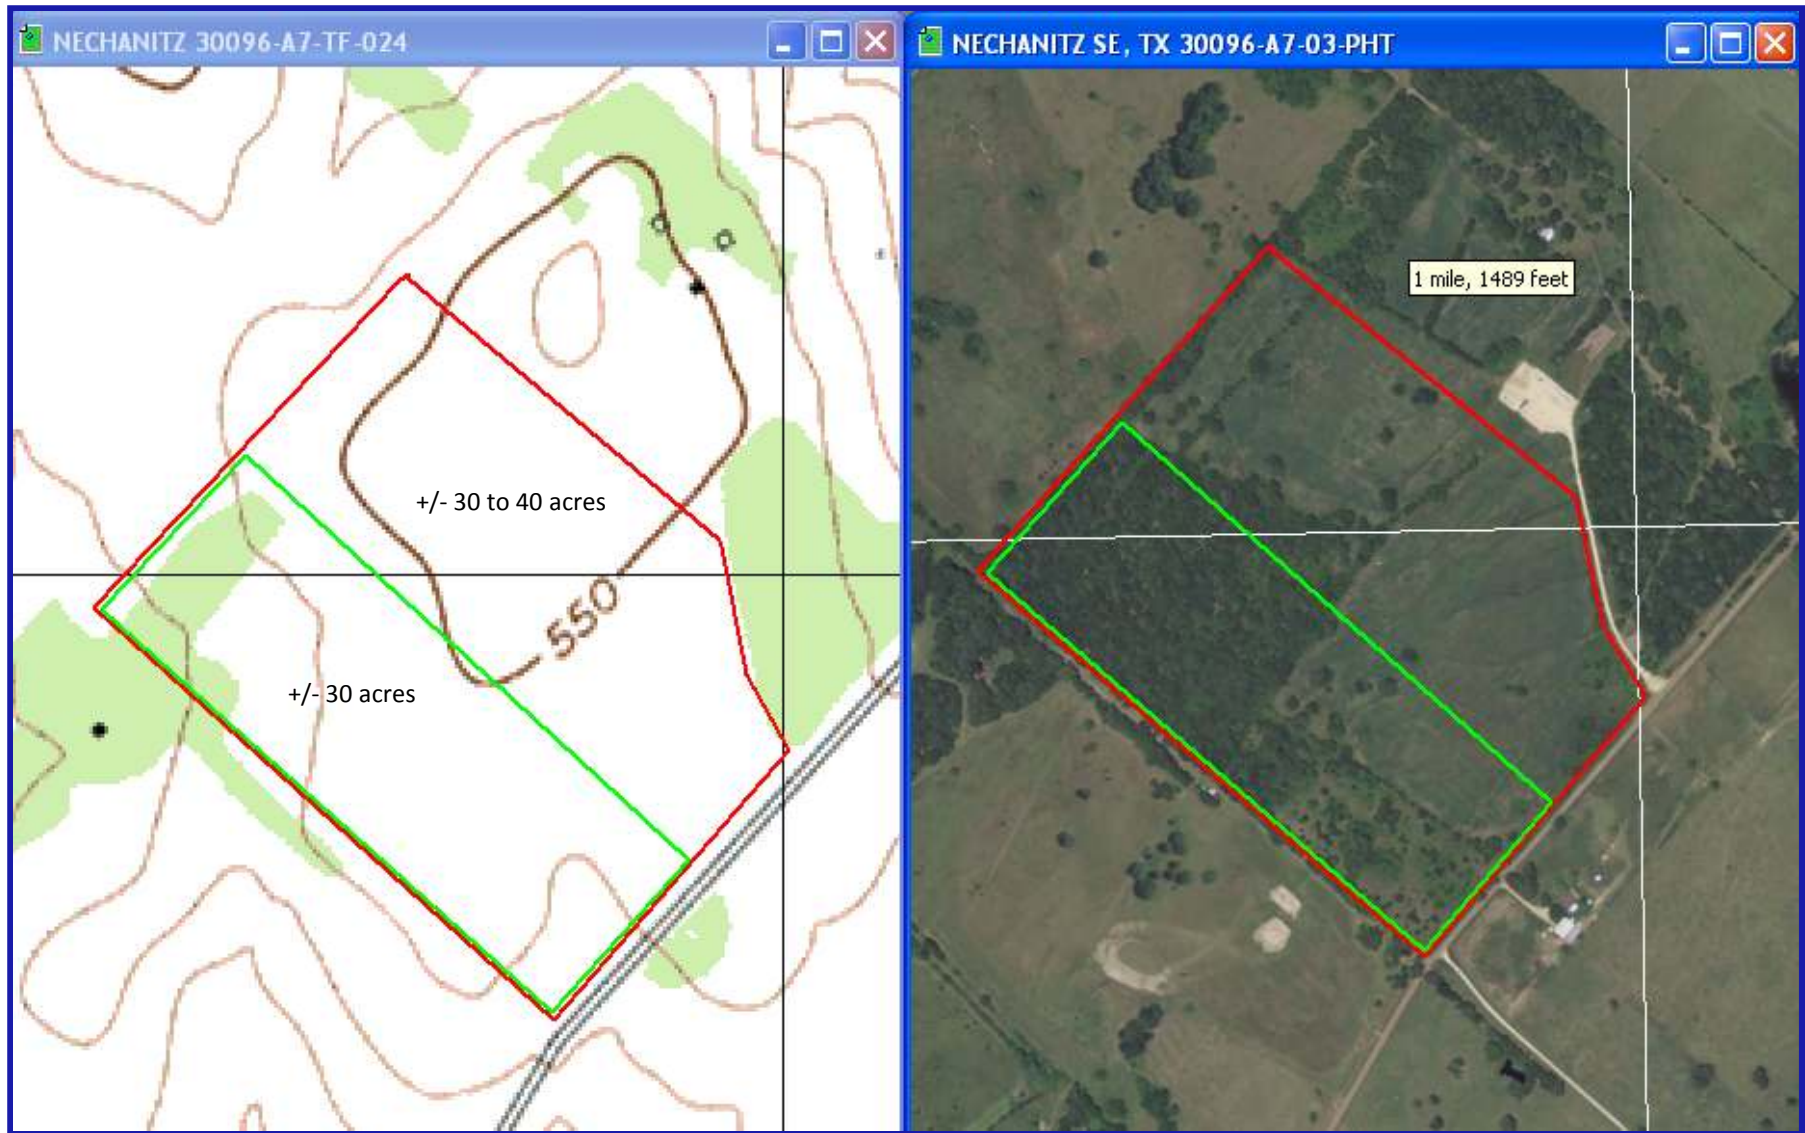 NECHANITZ 30096-A7-TF-024
NECHANITZ SE, TX 30096-A7-03-PHT
1 mile, 1489 feet
+/- 30 to 40 acres
550
+/- 30 acres